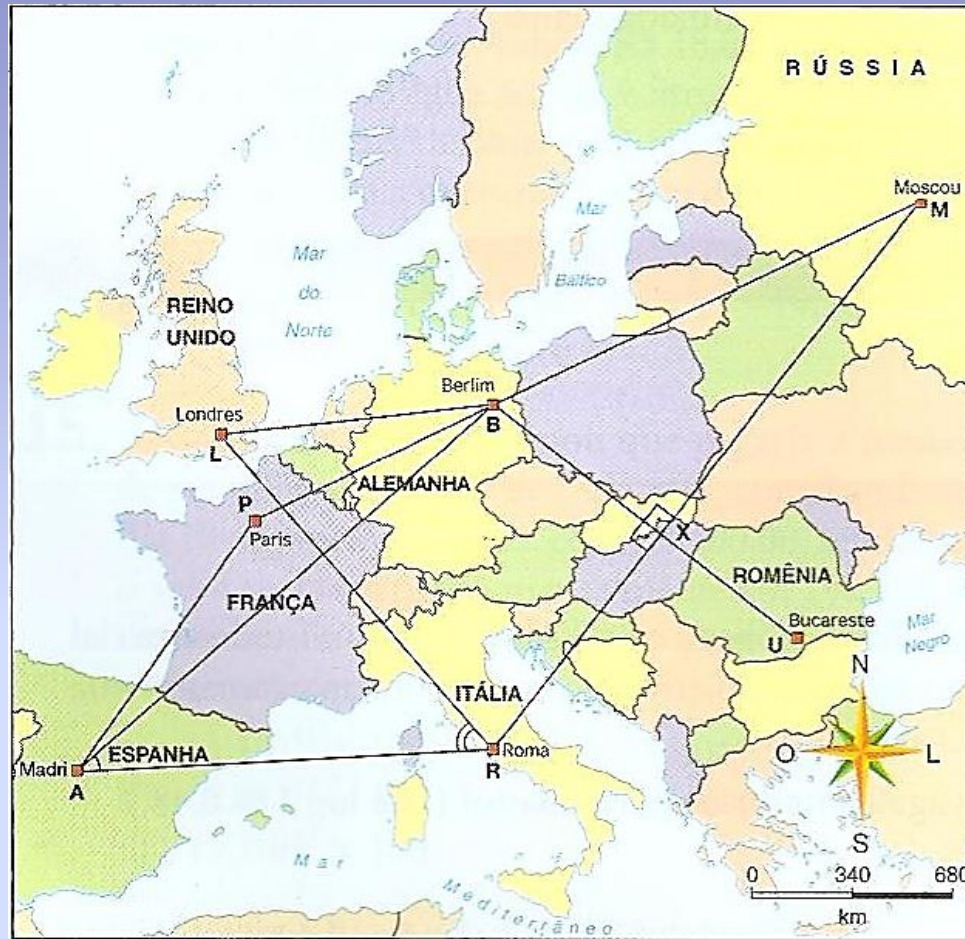 RÚSSIA
Moscou
M
Mar
do
Norte
Mar
Báltico
REINO
UNIDO
Berlim
B
Londres
L
ALEMANHA
P
Paris
X
FRANÇA
ROMÊNIA
Bucareste
U
Mar
Negro
N
ITÁLIA
Madri
ESPANHA
A
Roma
R
O
L
S
Mar
Mediterrâneo
0 340 680
km